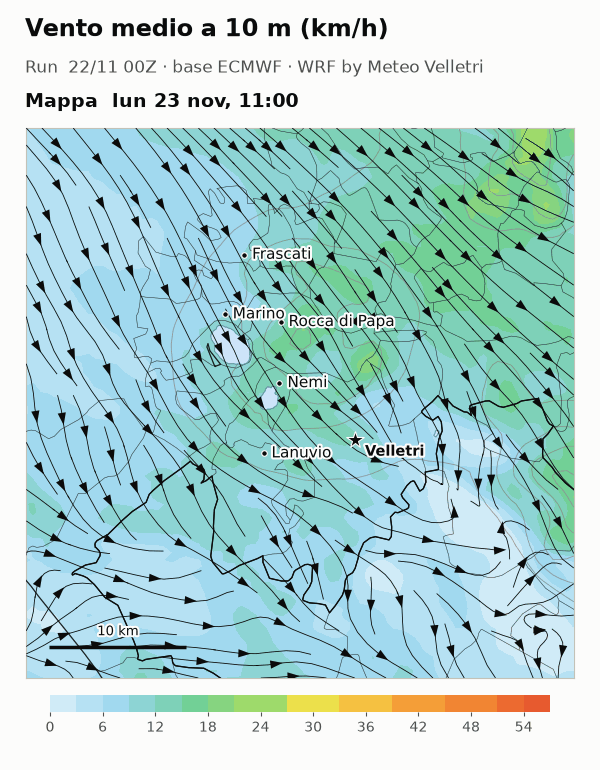 Vento medio a 10 m (km/h)
Run  22/11 00Z · base ECMWF · WRF by Meteo Velletri
Mappa  lun 23 nov, 11:00
Frascati
Marino
Rocca di Papa
Nemi
Velletri
Lanuvio
10 km
0 6 12 18 24 30 36 42 48 54